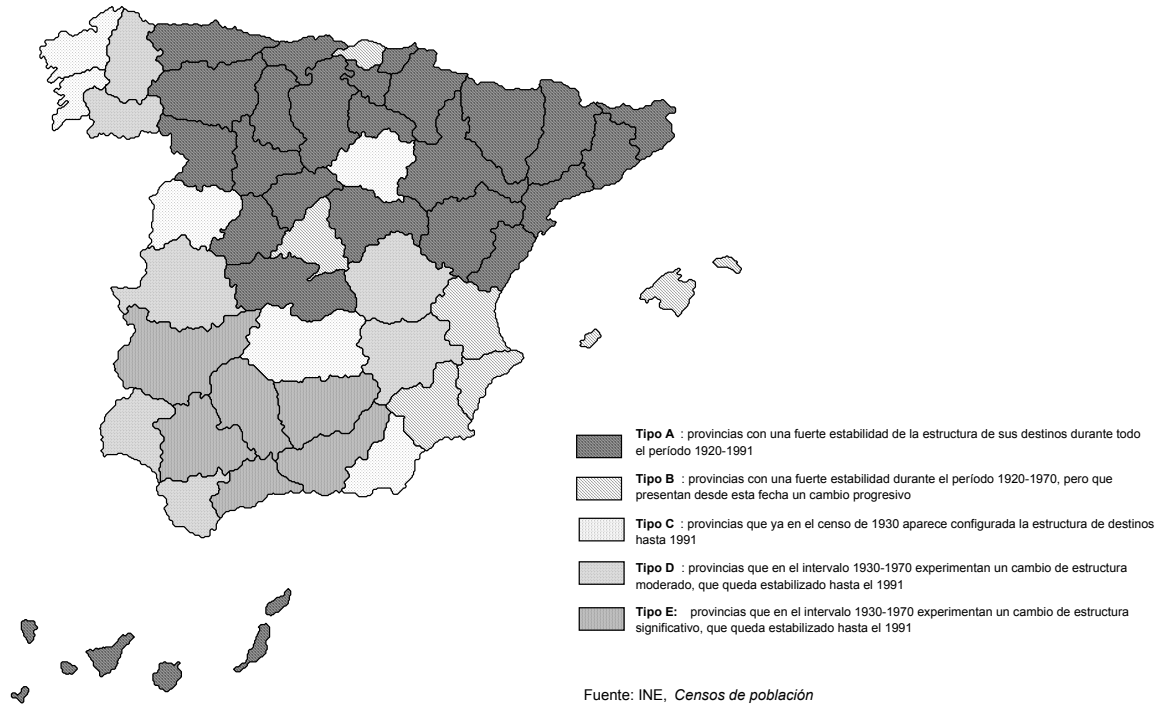 Tipo A : provincias con una fuerte estabilidad de la estructura de sus destinos durante todo
el período 1920-1991
Tipo B : provincias con una fuerte estabilidad durante el período 1920-1970, pero que
presentan desde esta fecha un cambio progresivo
Tipo C : provincias que ya en el censo de 1930 aparece configurada la estructura de destinos
hasta 1991
Tipo D : provincias que en el intervalo 1930-1970 experimentan un cambio de estructura
moderado, que queda estabilizado hasta el 1991
Tipo E: provincias que en el intervalo 1930-1970 experimentan un cambio de estructura
significativo, que queda estabilizado hasta el 1991
Fuente: INE, Censos de población